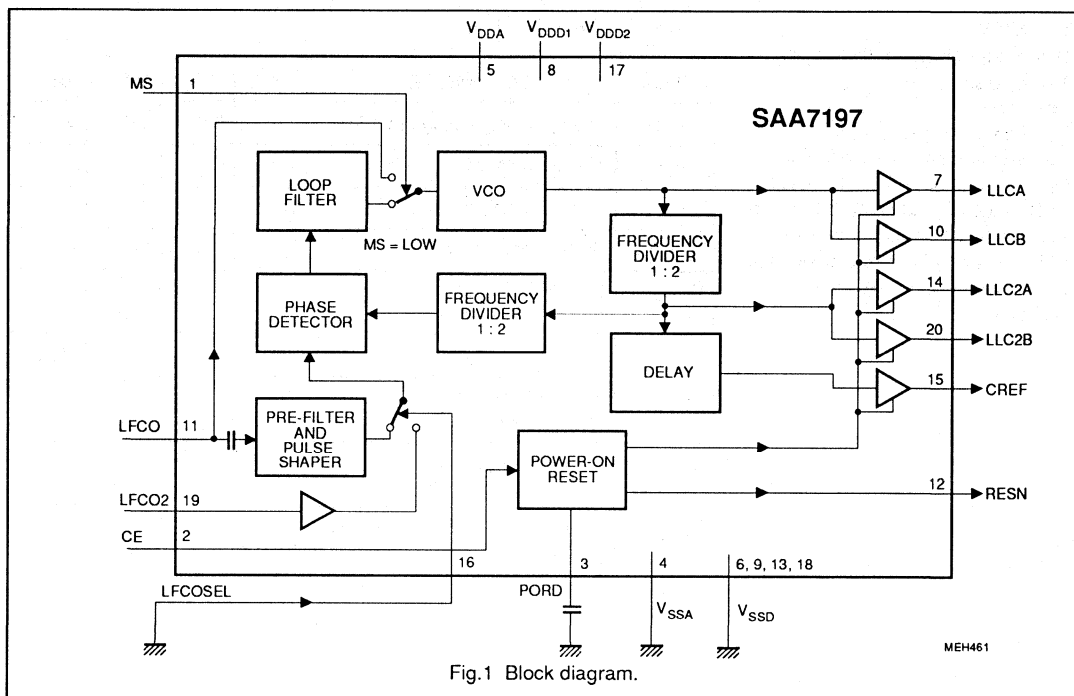 V_DDA V_DDD1 V_DDD2
5 8 17
MS 1
SAA7197
LOOP
FILTER
VCO
MS = LOW
7 LLCA
10 LLCB
FREQUENCY
DIVIDER
1 : 2
14 LLC2A
PHASE
DETECTOR
FREQUENCY
DIVIDER
1 : 2
20 LLC2B
DELAY
15 CREF
LFCO 11
PRE-FILTER
AND
PULSE
SHAPER
POWER-ON
RESET
12 RESN
LFCO2 19
CE 2
16 3 4 6, 9, 13, 18
LFCOSEL
PORD
V_SSA
V_SSD
MEH461
Fig.1 Block diagram.